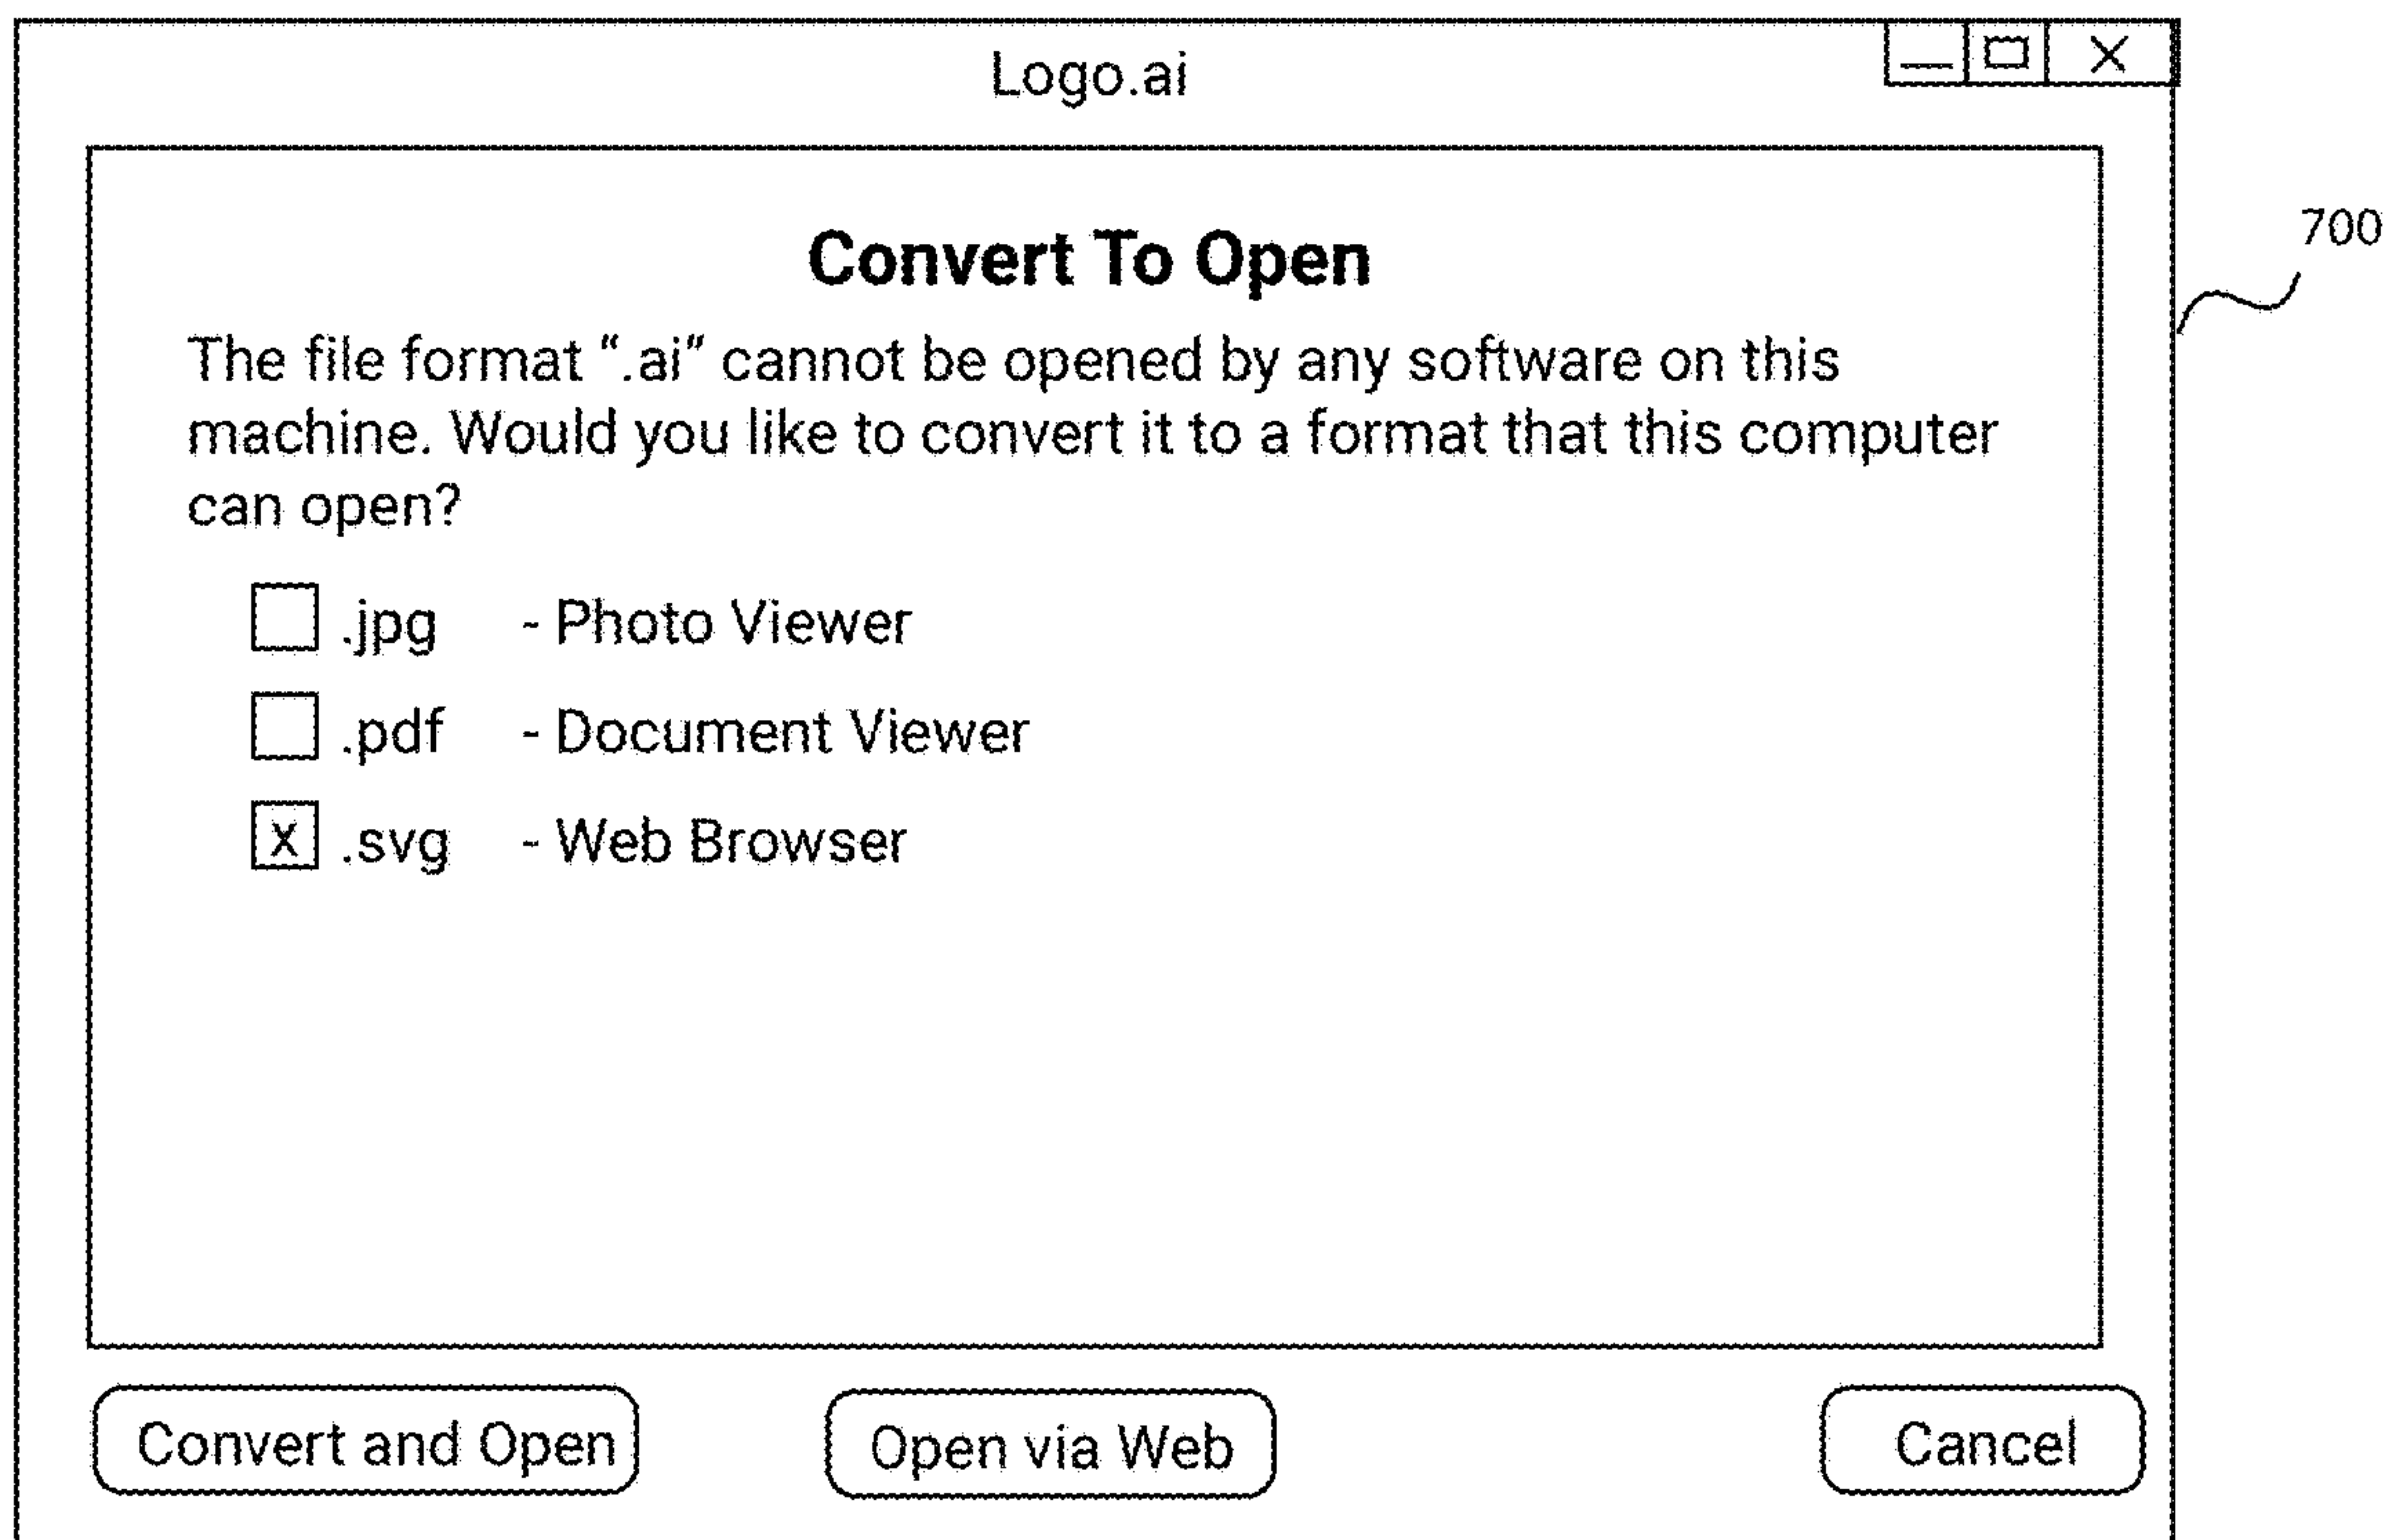 Logo.ai
700
Convert To Open
The file format “.ai” cannot be opened by any software on this
machine. Would you like to convert it to a format that this computer
can open?
.jpg - Photo Viewer
.pdf - Document Viewer
x .svg - Web Browser
Convert and Open Open via Web Cancel